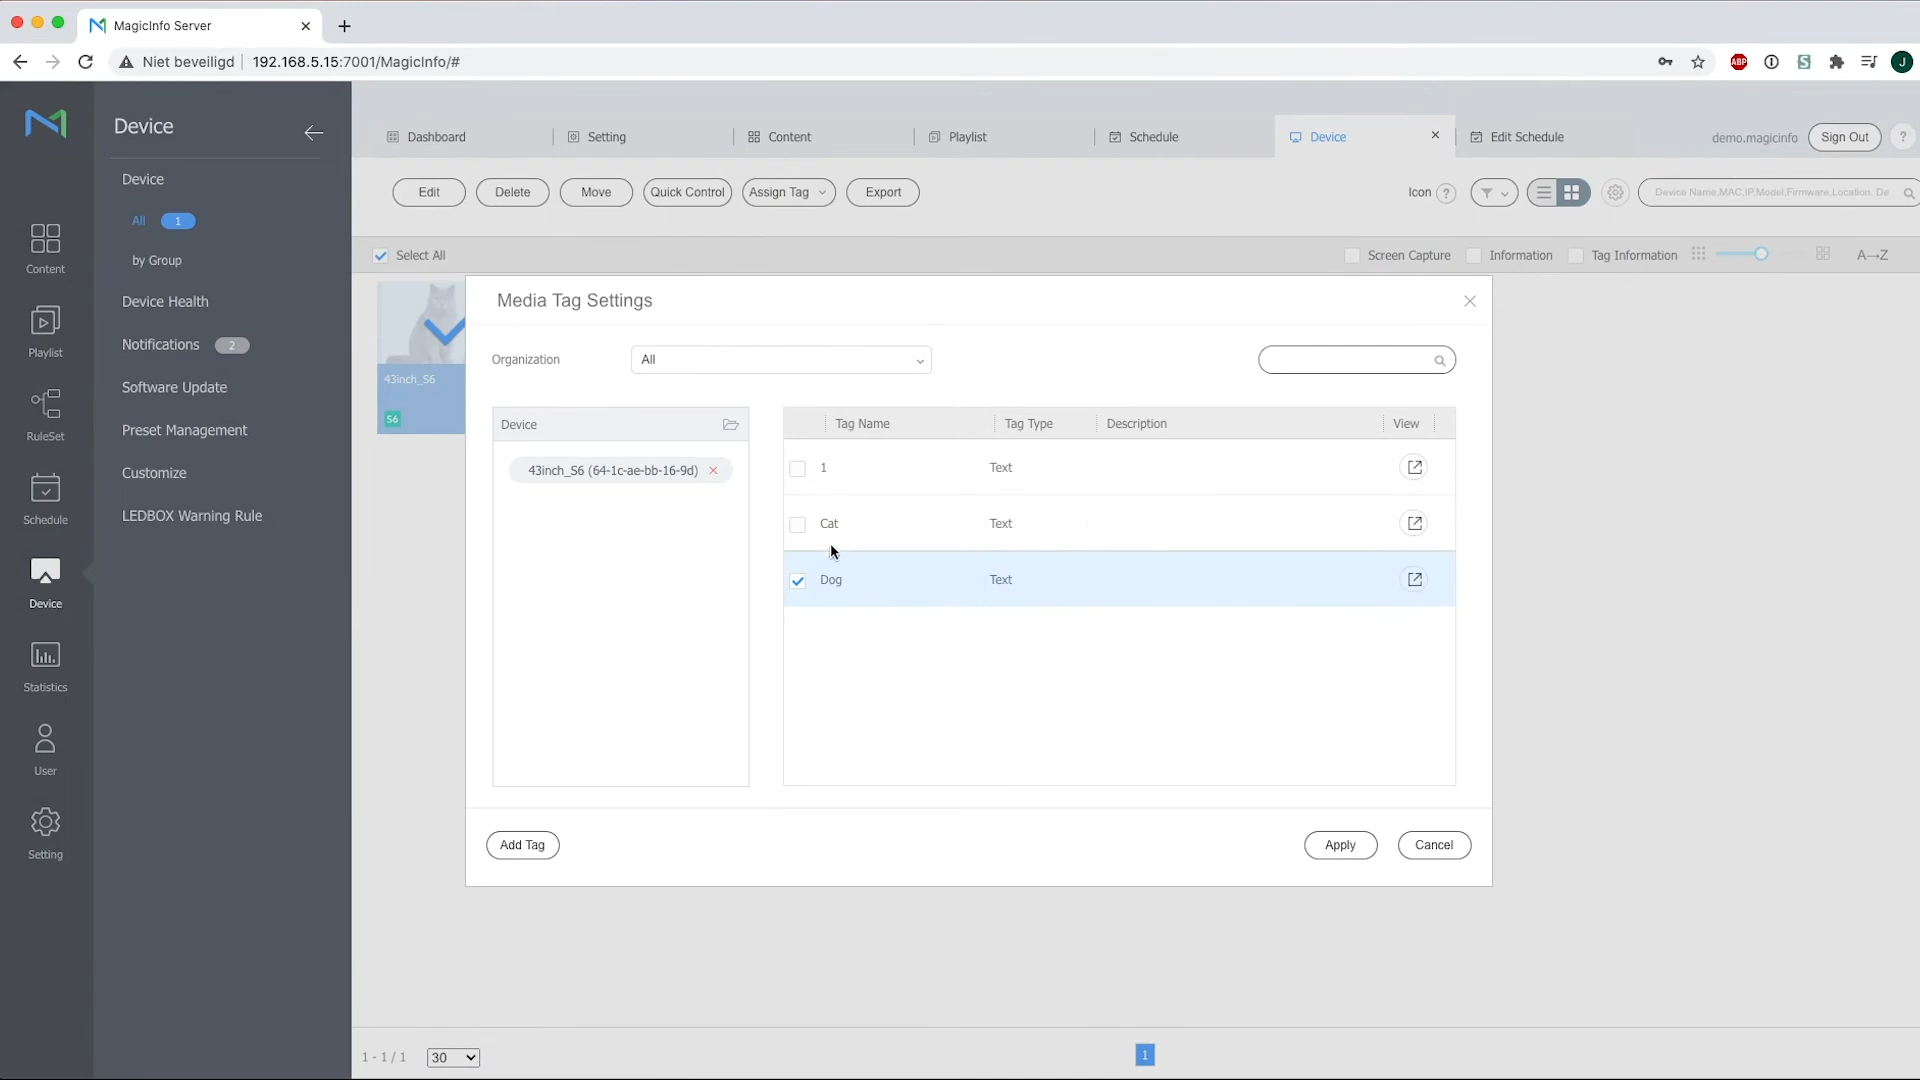 MagicInfo Server
Niet beveiligd
192.168.5.15:7001/MagicInfo/#
ABP
J
Device
Dashboard
Setting
Content
Playlist
Schedule
Device
Edit Schedule
demo.magicinfo
Sign Out
?
Edit
Delete
Move
Quick Control
Assign Tag
Export
Icon
?
Device Name,MAC,IP,Model,Firmware,Location. De
Select All
Screen Capture
Information
Tag Information
A→Z
Content
Playlist
RuleSet
Schedule
Device
Statistics
User
Setting
Device
All
1
by Group
Device Health
Notifications
2
Software Update
Preset Management
Customize
LEDBOX Warning Rule
43inch_S6
S6
Media Tag Settings
Organization
All
Device
43inch_S6 (64-1c-ae-bb-16-9d)
Tag Name
Tag Type
Description
View
1
Text
Cat
Text
Dog
Text
Add Tag
Apply
Cancel
1 - 1 / 1
30
1